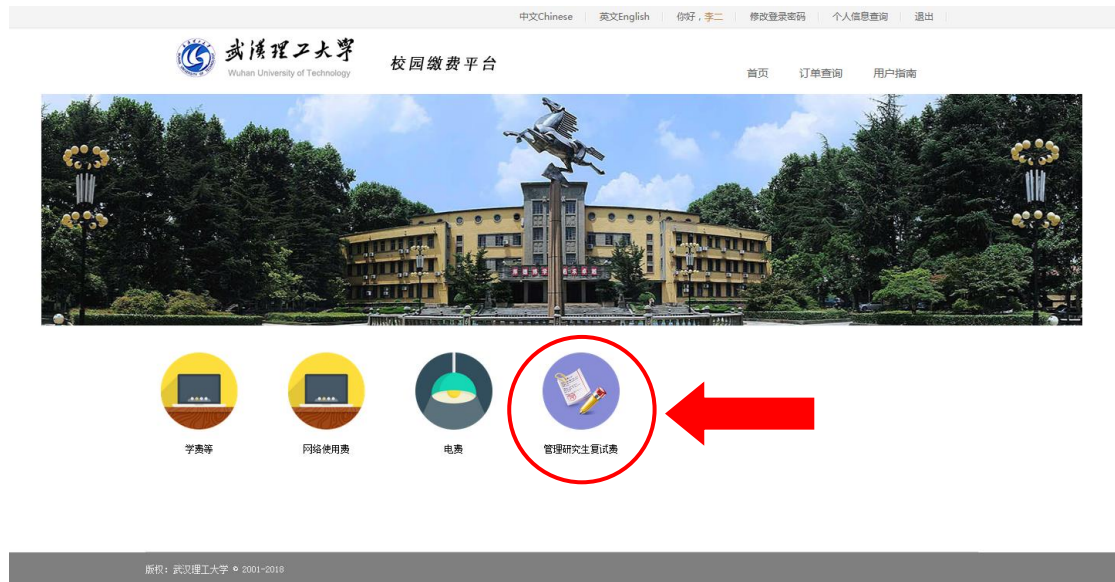 中文Chinese 英文English 你好，李二 修改登录密码 个人信息查询 退出
武汉理工大学
Wuhan University of Technology
校园缴费平台
首页 订单查询 用户指南
学费等 网络使用费 电费 管理研究生复试费
版权：武汉理工大学 © 2001-2018